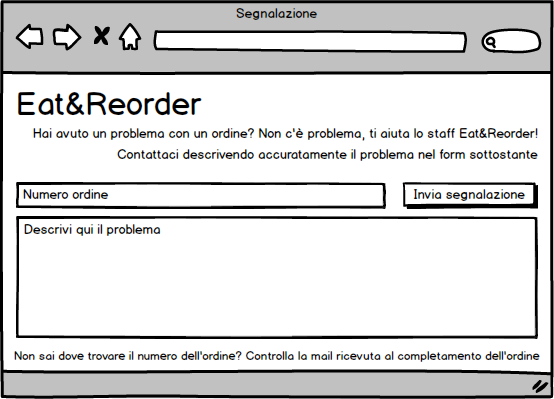 Segnalazione
Eat&Reorder
Hai avuto un problema con un ordine? Non c'è problema, ti aiuta lo staff Eat&Reorder!
Contattaci descrivendo accuratamente il problema nel form sottostante
Numero ordine
Invia segnalazione
Descrivi qui il problema
Non sai dove trovare il numero dell'ordine? Controlla la mail ricevuta al completamento dell'ordine